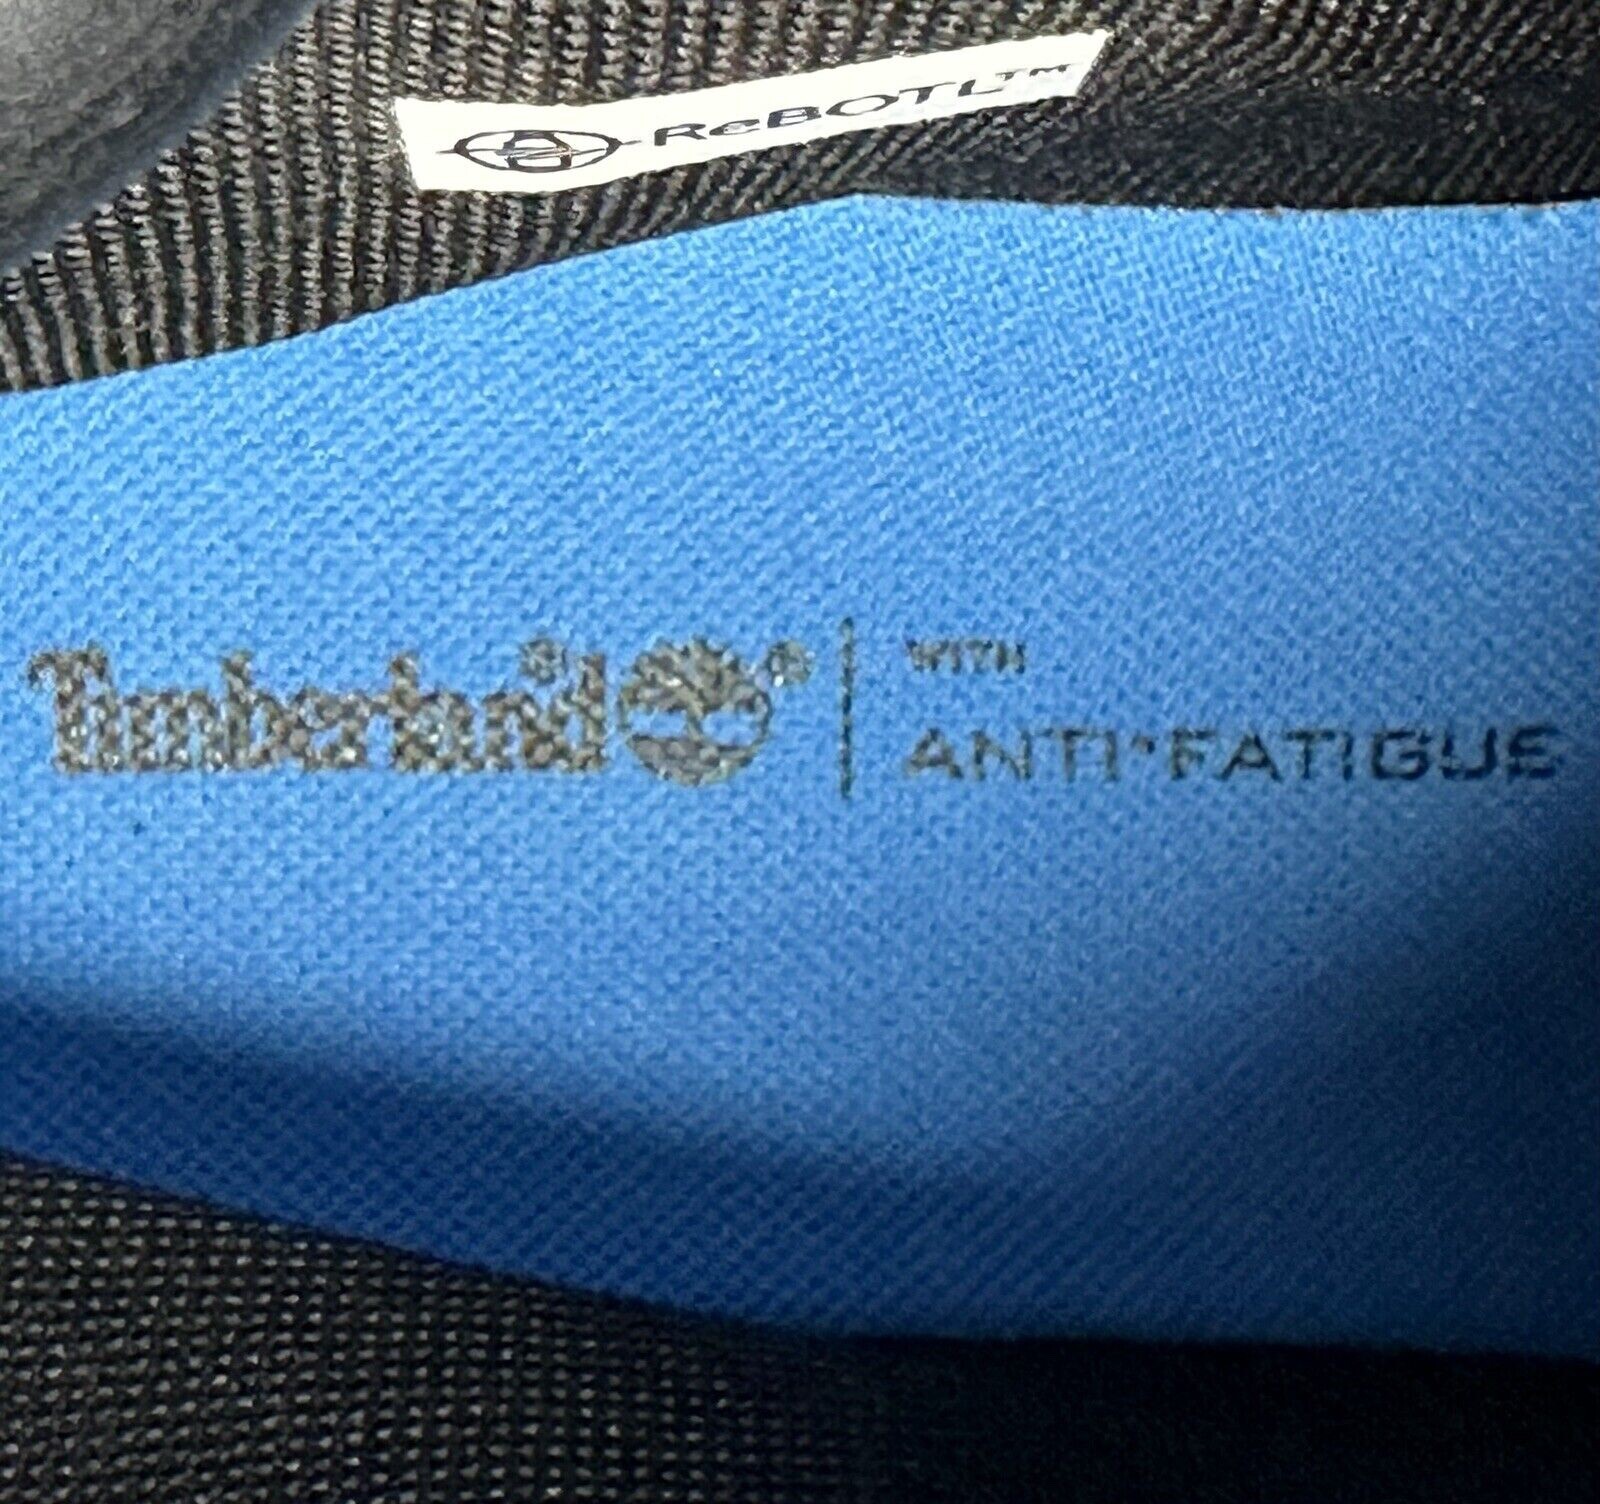 ReBOTL™
Timberland® ® | WITH
ANTI•FATIGUE